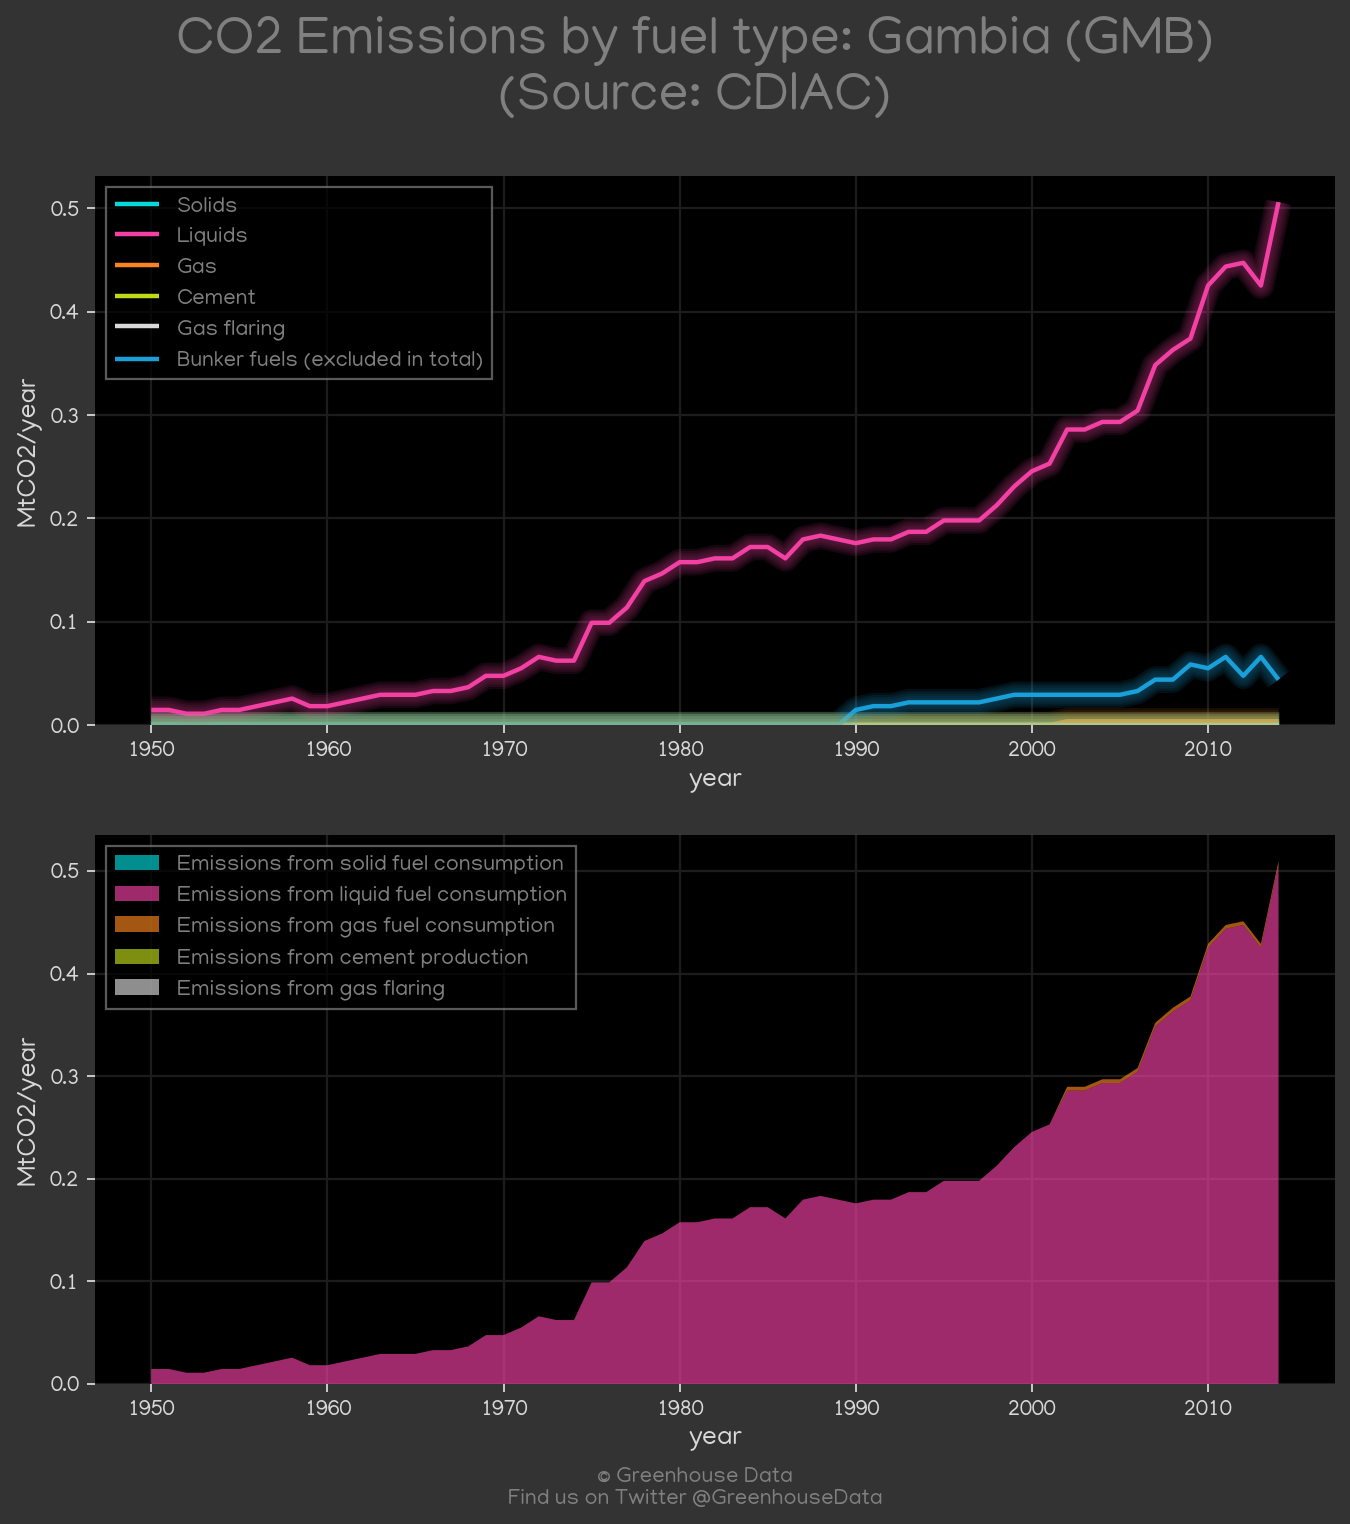 CO2 Emissions by fuel type: Gambia (GMB)
(Source: CDIAC)
Solids
Liquids
Gas
Cement
Gas flaring
Bunker fuels (excluded in total)
MtCO2/year
0.5
0.4
0.3
0.2
0.1
0.0
1950 1960 1970 1980 1990 2000 2010
year
Emissions from solid fuel consumption
Emissions from liquid fuel consumption
Emissions from gas fuel consumption
Emissions from cement production
Emissions from gas flaring
MtCO2/year
0.5
0.4
0.3
0.2
0.1
0.0
1950 1960 1970 1980 1990 2000 2010
year
© Greenhouse Data
Find us on Twitter @GreenhouseData